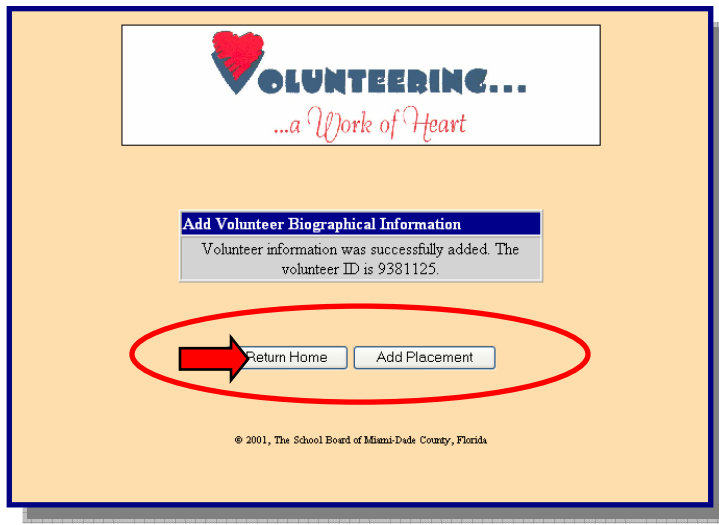 VOLUNTEERING...
...a Work of Heart
Add Volunteer Biographical Information
Volunteer information was successfully added. The
volunteer ID is 9381125.
Return Home Add Placement
© 2001, The School Board of Miami-Dade County, Florida